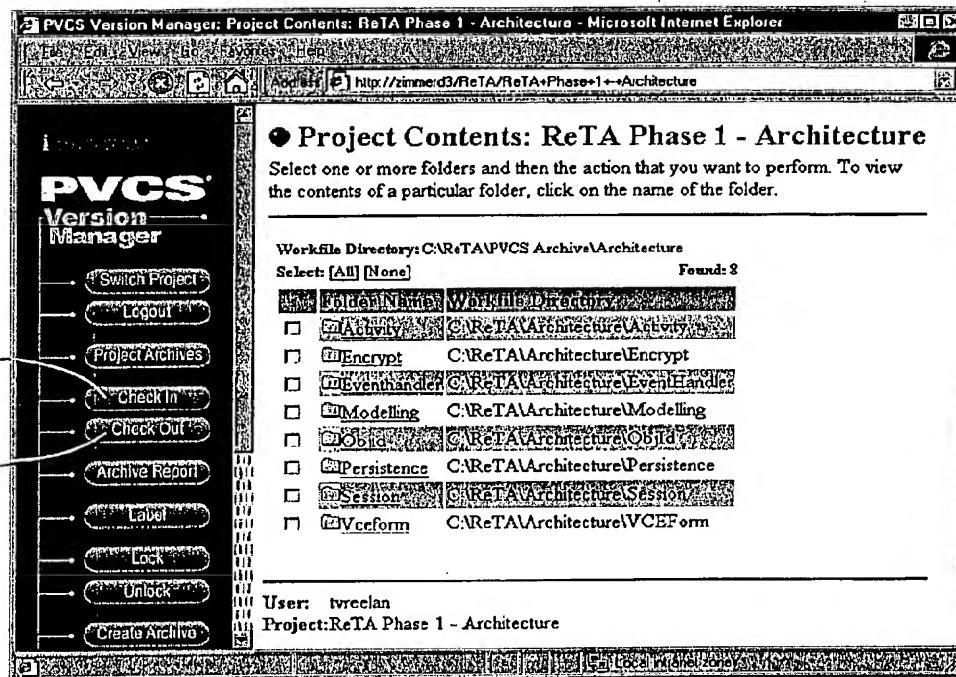 PVCS Version Manager: Project Contents: ReTA Phase 1 - Architecture - Microsoft Internet Explorer
File Edit View Go Favorites Help
http://zimmerd3/ReTA/ReTA+Phase+1+-+Architecture
PVCS
Version
Manager
Switch Project
Logout
Project Archives
Check In
Check Out
Archive Report
Label
Lock
Unlock
Create Archive
Project Contents: ReTA Phase 1 - Architecture
Select one or more folders and then the action that you want to perform. To view
the contents of a particular folder, click on the name of the folder.
Workfile Directory: C:\ReTA\PVCS Archive\Architecture
Select: [All] [None] Found: 8
Folder Name Workfile Directory
Activity C:\ReTA\Architecture\Activity
Encrypt C:\ReTA\Architecture\Encrypt
Eventhandler C:\ReTA\Architecture\EventHandler
Modelling C:\ReTA\Architecture\Modelling
ObjId C:\ReTA\Architecture\ObjId
Persistence C:\ReTA\Architecture\Persistence
Session C:\ReTA\Architecture\Session
Vceform C:\ReTA\Architecture\VCEForm
User: tvreelan
Project:ReTA Phase 1 - Architecture
Local intranet zone